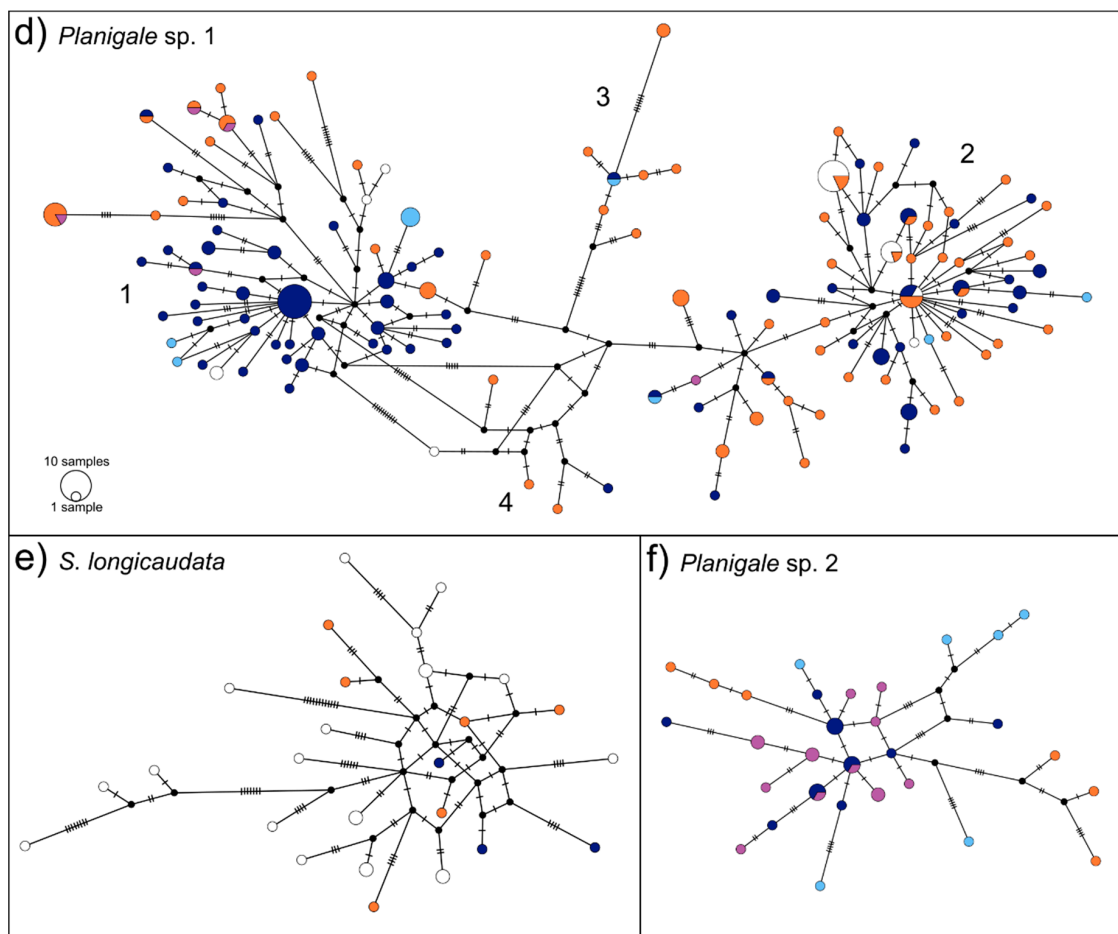 d) Planigale sp. 1
3
2
1
10 samples
1 sample
4
e) S. longicaudata
f) Planigale sp. 2